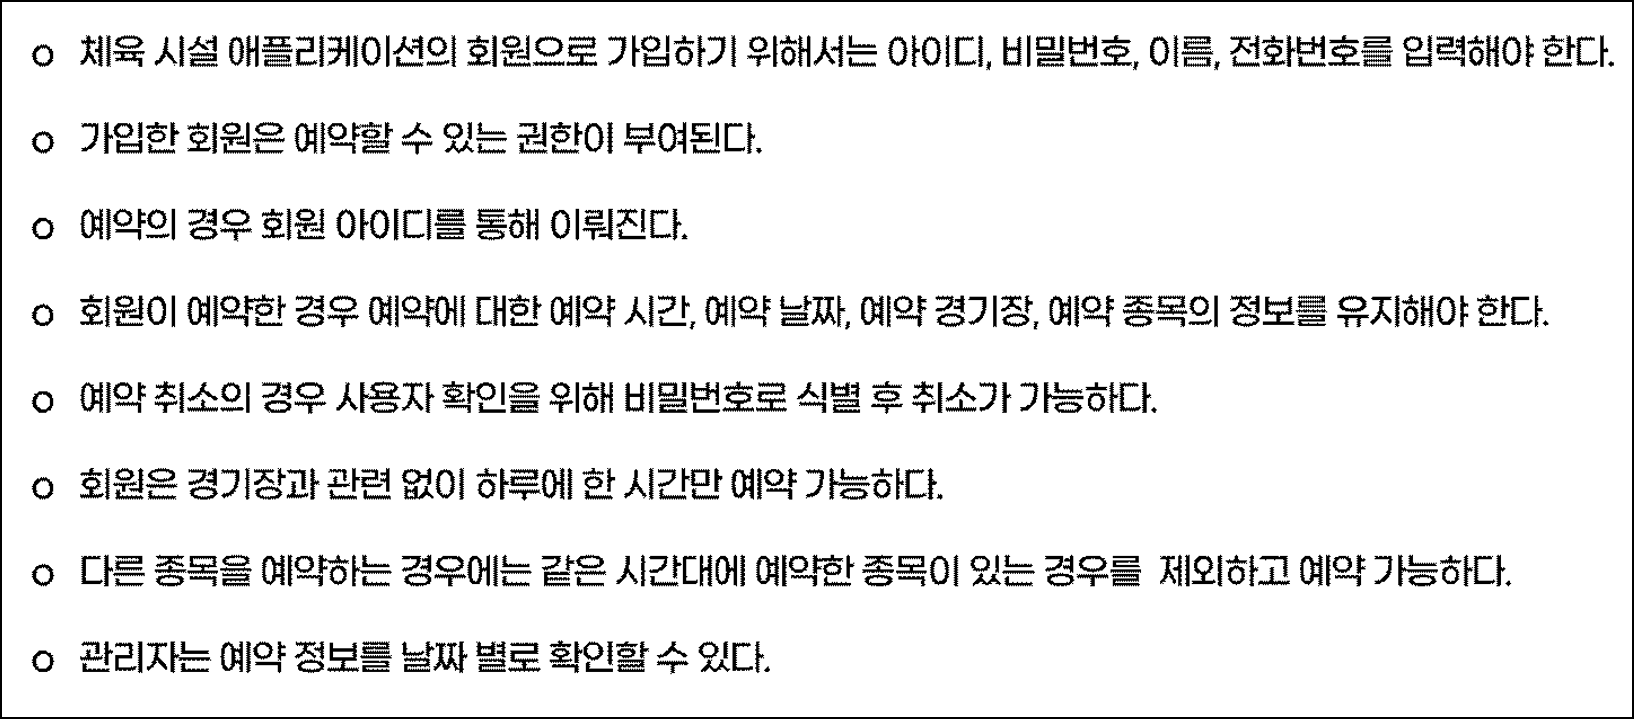 o 체육 시설 애플리케이션의 회원으로 가입하기 위해서는 아이디, 비밀번호, 이름, 전화번호를 입력해야 한다.
o 가입한 회원은 예약할 수 있는 권한이 부여된다.
o 예약의 경우 회원 아이디를 통해 이뤄진다.
o 회원이 예약한 경우 예약에 대한 예약 시간, 예약 날짜, 예약 경기장, 예약 종목의 정보를 유지해야 한다.
o 예약 취소의 경우 사용자 확인을 위해 비밀번호로 식별 후 취소가 가능하다.
o 회원은 경기장과 관련 없이 하루에 한 시간만 예약 가능하다.
o 다른 종목을 예약하는 경우에는 같은 시간대에 예약한 종목이 있는 경우를 제외하고 예약 가능하다.
o 관리자는 예약 정보를 날짜 별로 확인할 수 있다.